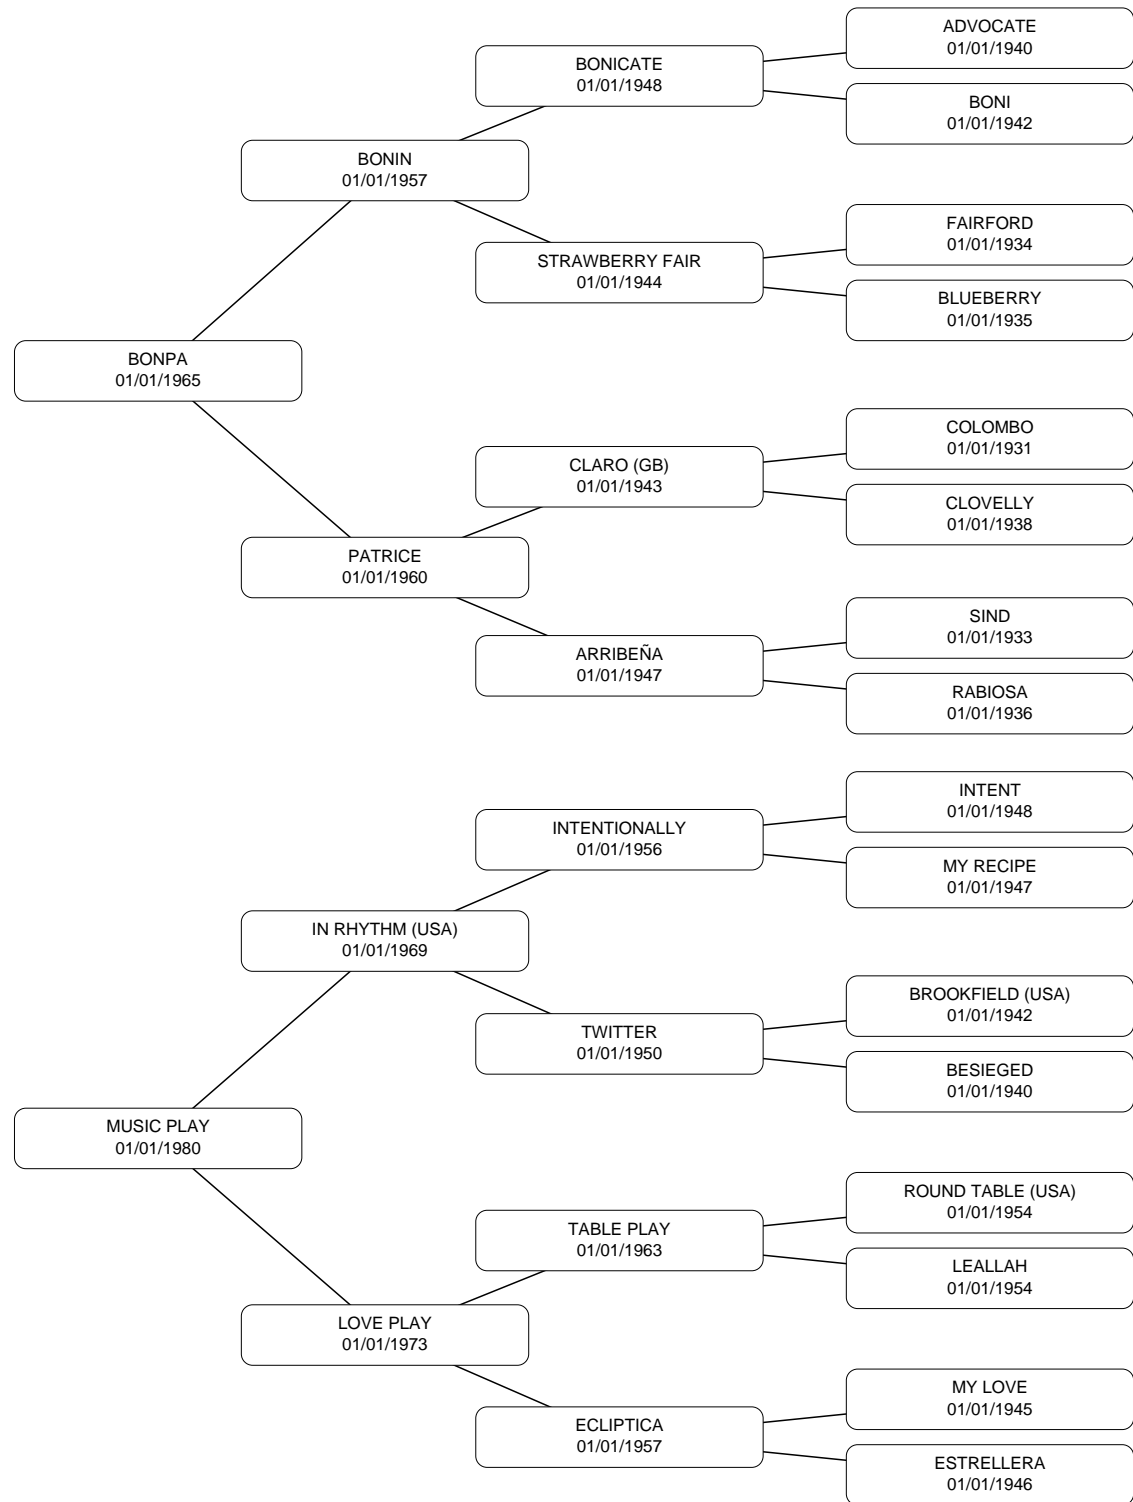 ADVOCATE
01/01/1940
BONICATE
01/01/1948
BONI
01/01/1942
BONIN
01/01/1957
FAIRFORD
01/01/1934
STRAWBERRY FAIR
01/01/1944
BLUEBERRY
01/01/1935
BONPA
01/01/1965
COLOMBO
01/01/1931
CLARO (GB)
01/01/1943
CLOVELLY
01/01/1938
PATRICE
01/01/1960
SIND
01/01/1933
ARRIBEÑA
01/01/1947
RABIOSA
01/01/1936
INTENT
01/01/1948
INTENTIONALLY
01/01/1956
MY RECIPE
01/01/1947
IN RHYTHM (USA)
01/01/1969
BROOKFIELD (USA)
01/01/1942
TWITTER
01/01/1950
BESIEGED
01/01/1940
MUSIC PLAY
01/01/1980
ROUND TABLE (USA)
01/01/1954
TABLE PLAY
01/01/1963
LEALLAH
01/01/1954
LOVE PLAY
01/01/1973
MY LOVE
01/01/1945
ECLIPTICA
01/01/1957
ESTRELLERA
01/01/1946